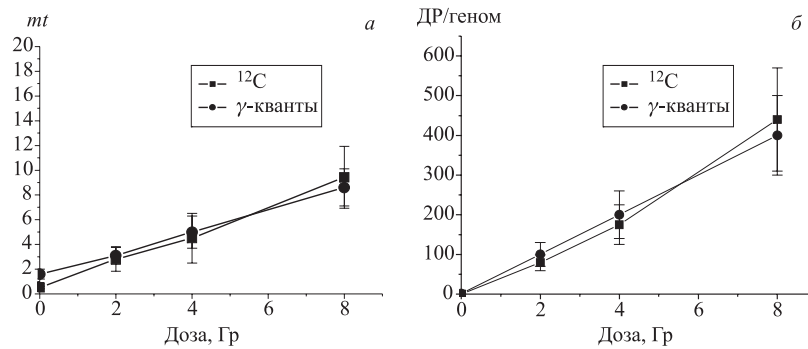 mt
а
20
18
16
14
12
10
8
6
4
2
0
¹²C
γ-кванты
0 2 4 6 8
Доза, Гр
ДР/геном
б
600
500
400
300
200
100
0
¹²C
γ-кванты
0 2 4 6 8
Доза, Гр